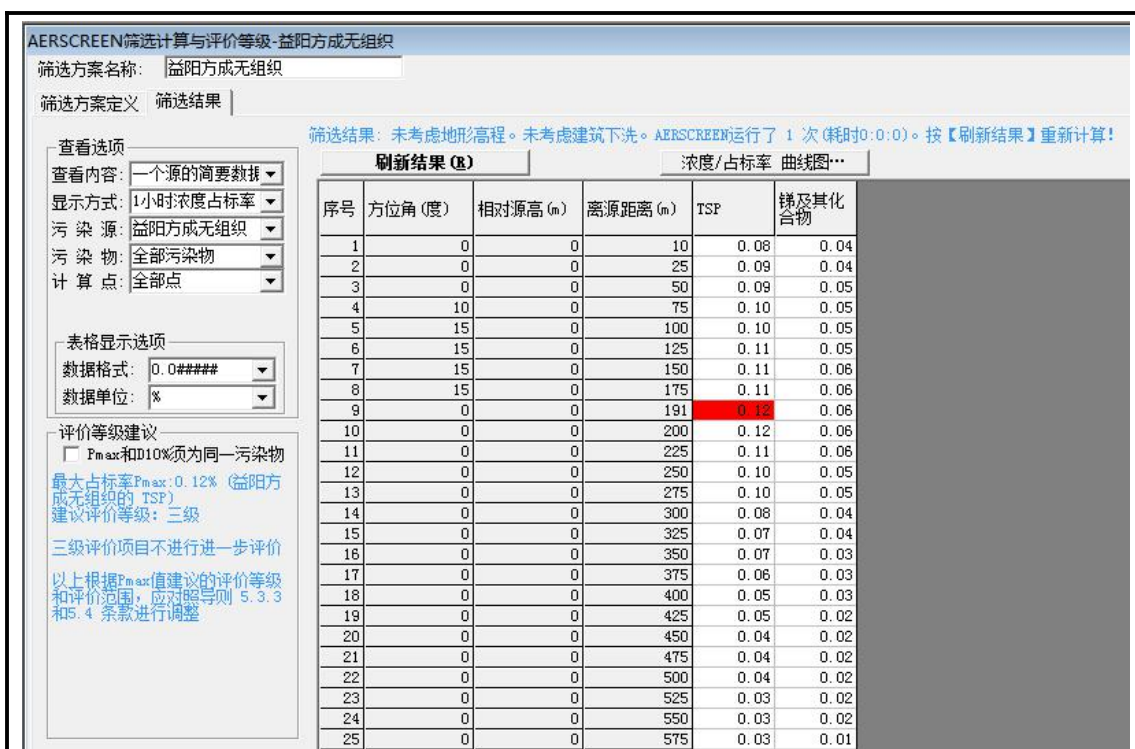 AERSCREEN筛选计算与评价等级-益阳方成无组织
筛选方案名称: 益阳方成无组织
筛选方案定义 筛选结果
筛选结果: 未考虑地形高程。未考虑建筑下洗。AERSCREEN运行了 1 次(耗时0:0:0)。按【刷新结果】重新计算!
查看选项
查看内容: 一个源的简要数据
显示方式: 1小时浓度占标率
污 染 源: 益阳方成无组织
污 染 物: 全部污染物
计 算 点: 全部点
表格显示选项
数据格式: 0.0#####
数据单位: %
评价等级建议
Pmax和D10%须为同一污染物
最大占标率Pmax:0.12% (益阳方
成无组织的 TSP)
建议评价等级: 三级
三级评价项目不进行进一步评价
以上根据Pmax值建议的评价等级
和评价范围,应对照导则 5.3.3
和5.4 条款进行调整
刷新结果(R) 浓度/占标率 曲线图…
序号 方位角(度) 相对源高(m) 离源距离(m) TSP 锑及其化合物
1 0 0 10 0.08 0.04
2 0 0 25 0.09 0.04
3 0 0 50 0.09 0.05
4 10 0 75 0.10 0.05
5 15 0 100 0.10 0.05
6 15 0 125 0.11 0.05
7 15 0 150 0.11 0.06
8 15 0 175 0.11 0.06
9 0 0 191 0.12 0.06
10 0 0 200 0.12 0.06
11 0 0 225 0.11 0.06
12 0 0 250 0.10 0.05
13 0 0 275 0.10 0.05
14 0 0 300 0.08 0.04
15 0 0 325 0.07 0.04
16 0 0 350 0.07 0.03
17 0 0 375 0.06 0.03
18 0 0 400 0.05 0.03
19 0 0 425 0.05 0.02
20 0 0 450 0.04 0.02
21 0 0 475 0.04 0.02
22 0 0 500 0.04 0.02
23 0 0 525 0.03 0.02
24 0 0 550 0.03 0.02
25 0 0 575 0.03 0.01